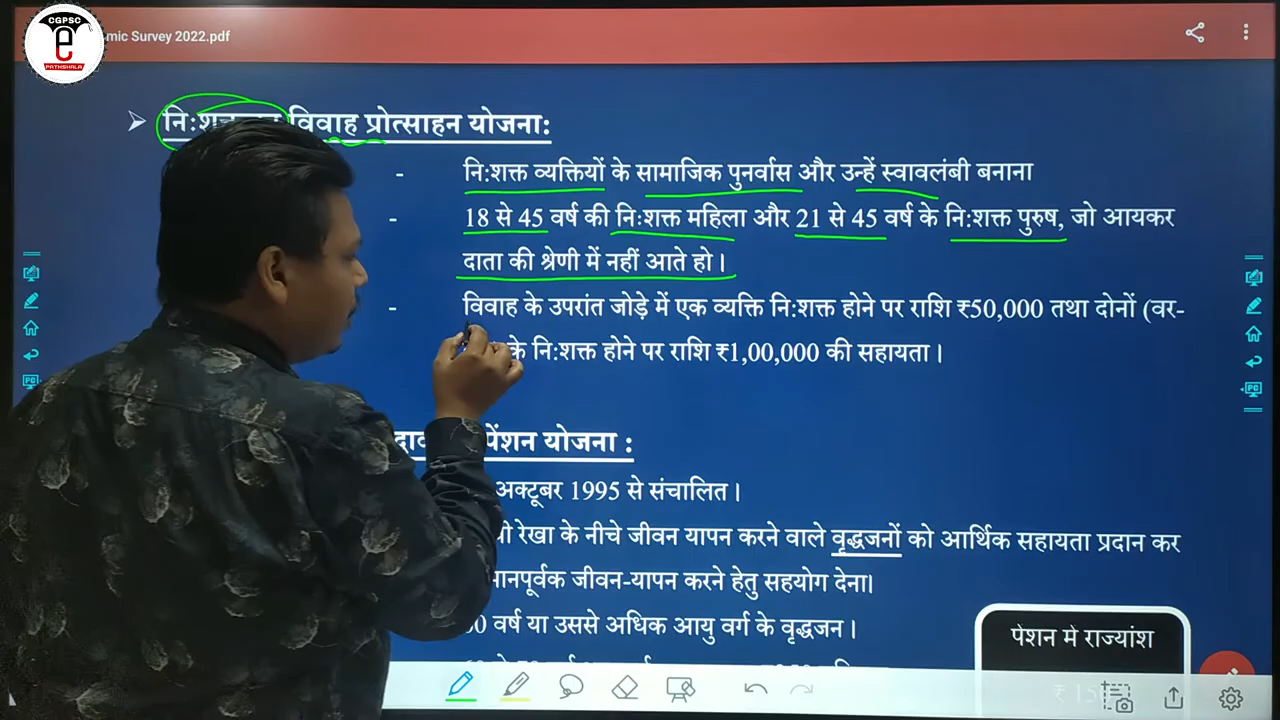 CGPSC
e
PATHSHALA
mic Survey 2022.pdf
➢ विवाह प्रोत्साहन योजना:
- नि:शक्त व्यक्तियों के सामाजिक पुनर्वास और उन्हें स्वावलंबी बनाना
- 18 से 45 वर्ष की नि:शक्त महिला और 21 से 45 वर्ष के नि:शक्त पुरुष, जो आयकर
दाता की श्रेणी में नहीं आते हो।
- विवाह के उपरांत जोड़े में एक व्यक्ति नि:शक्त होने पर राशि ₹50,000 तथा दोनों (वर-
के नि:शक्त होने पर राशि ₹1,00,000 की सहायता।
पेंशन योजना :
अक्टूबर 1995 से संचालित।
रेखा के नीचे जीवन यापन करने वाले वृद्धजनों को आर्थिक सहायता प्रदान कर
मानपूर्वक जीवन-यापन करने हेतु सहयोग देना।
वर्ष या उससे अधिक आयु वर्ग के वृद्धजन।
पेंशन में राज्यांश
PC
PC